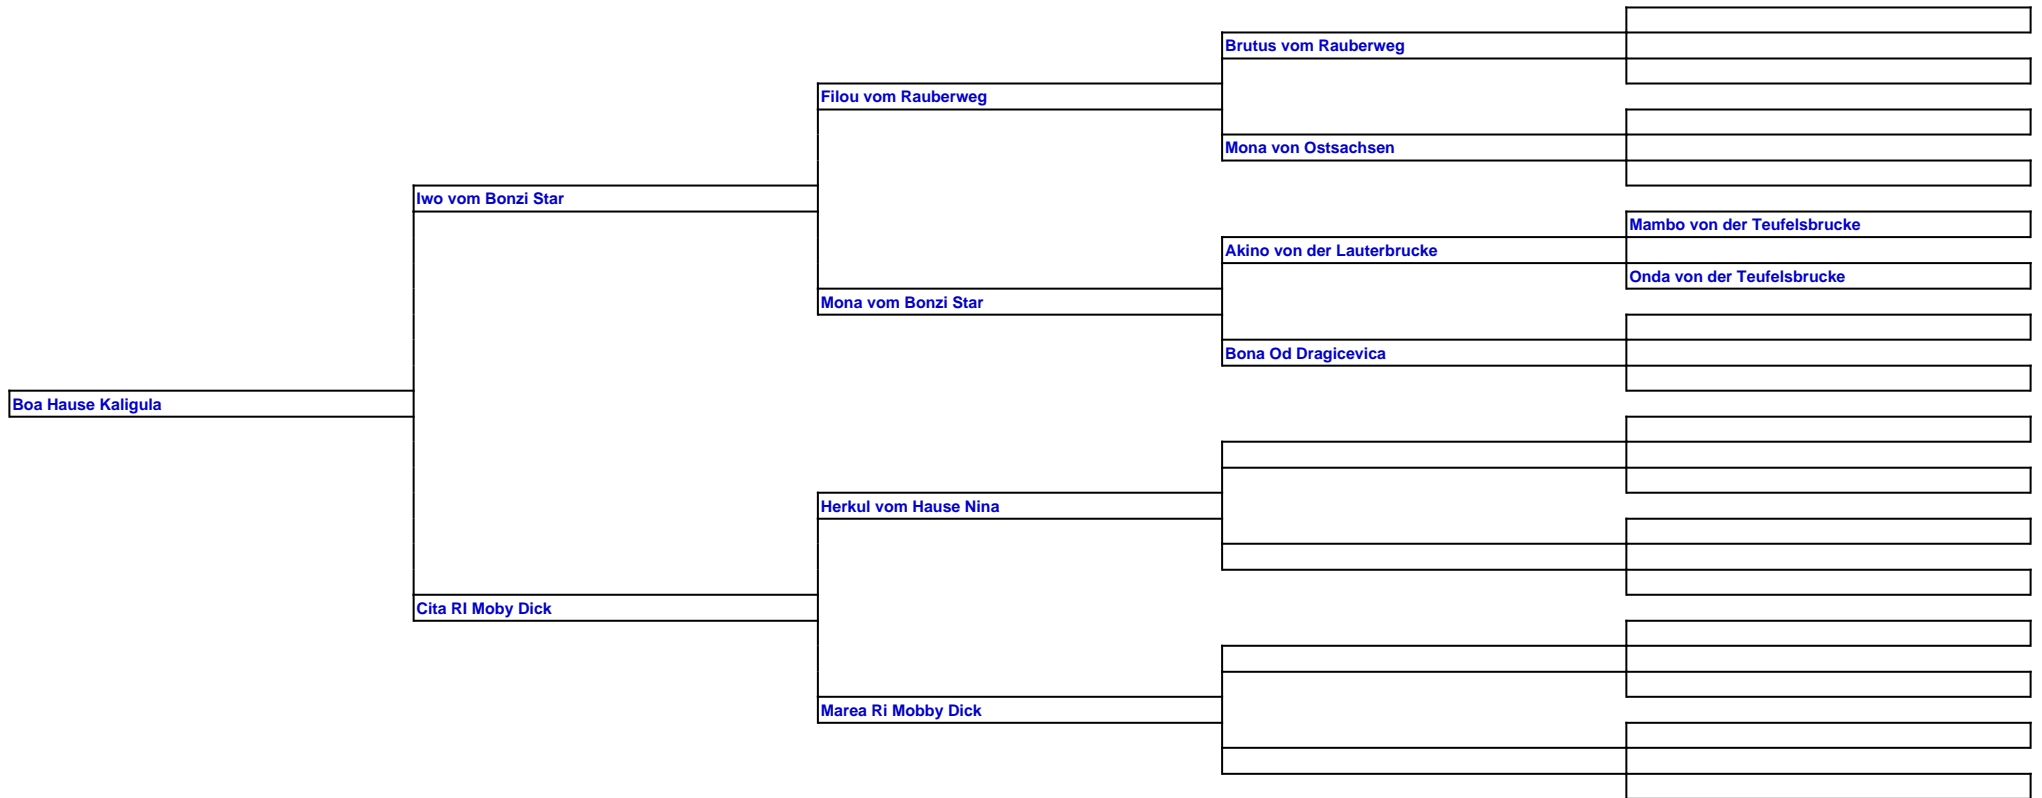 Brutus vom Rauberweg
Filou vom Rauberweg
Mona von Ostsachsen
Iwo vom Bonzi Star
Mambo von der Teufelsbrucke
Akino von der Lauterbrucke
Onda von der Teufelsbrucke
Mona vom Bonzi Star
Bona Od Dragicevica
Boa Hause Kaligula
Herkul vom Hause Nina
Cita RI Moby Dick
Marea Ri Mobby Dick